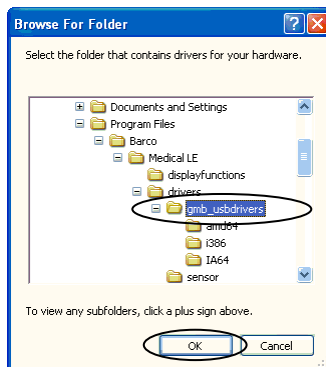 Browse For Folder
Select the folder that contains drivers for your hardware.
Documents and Settings
Program Files
Barco
Medical LE
displayfunctions
drivers
gmb_usbdrivers
amd64
i386
IA64
sensor
To view any subfolders, click a plus sign above.
OK
Cancel